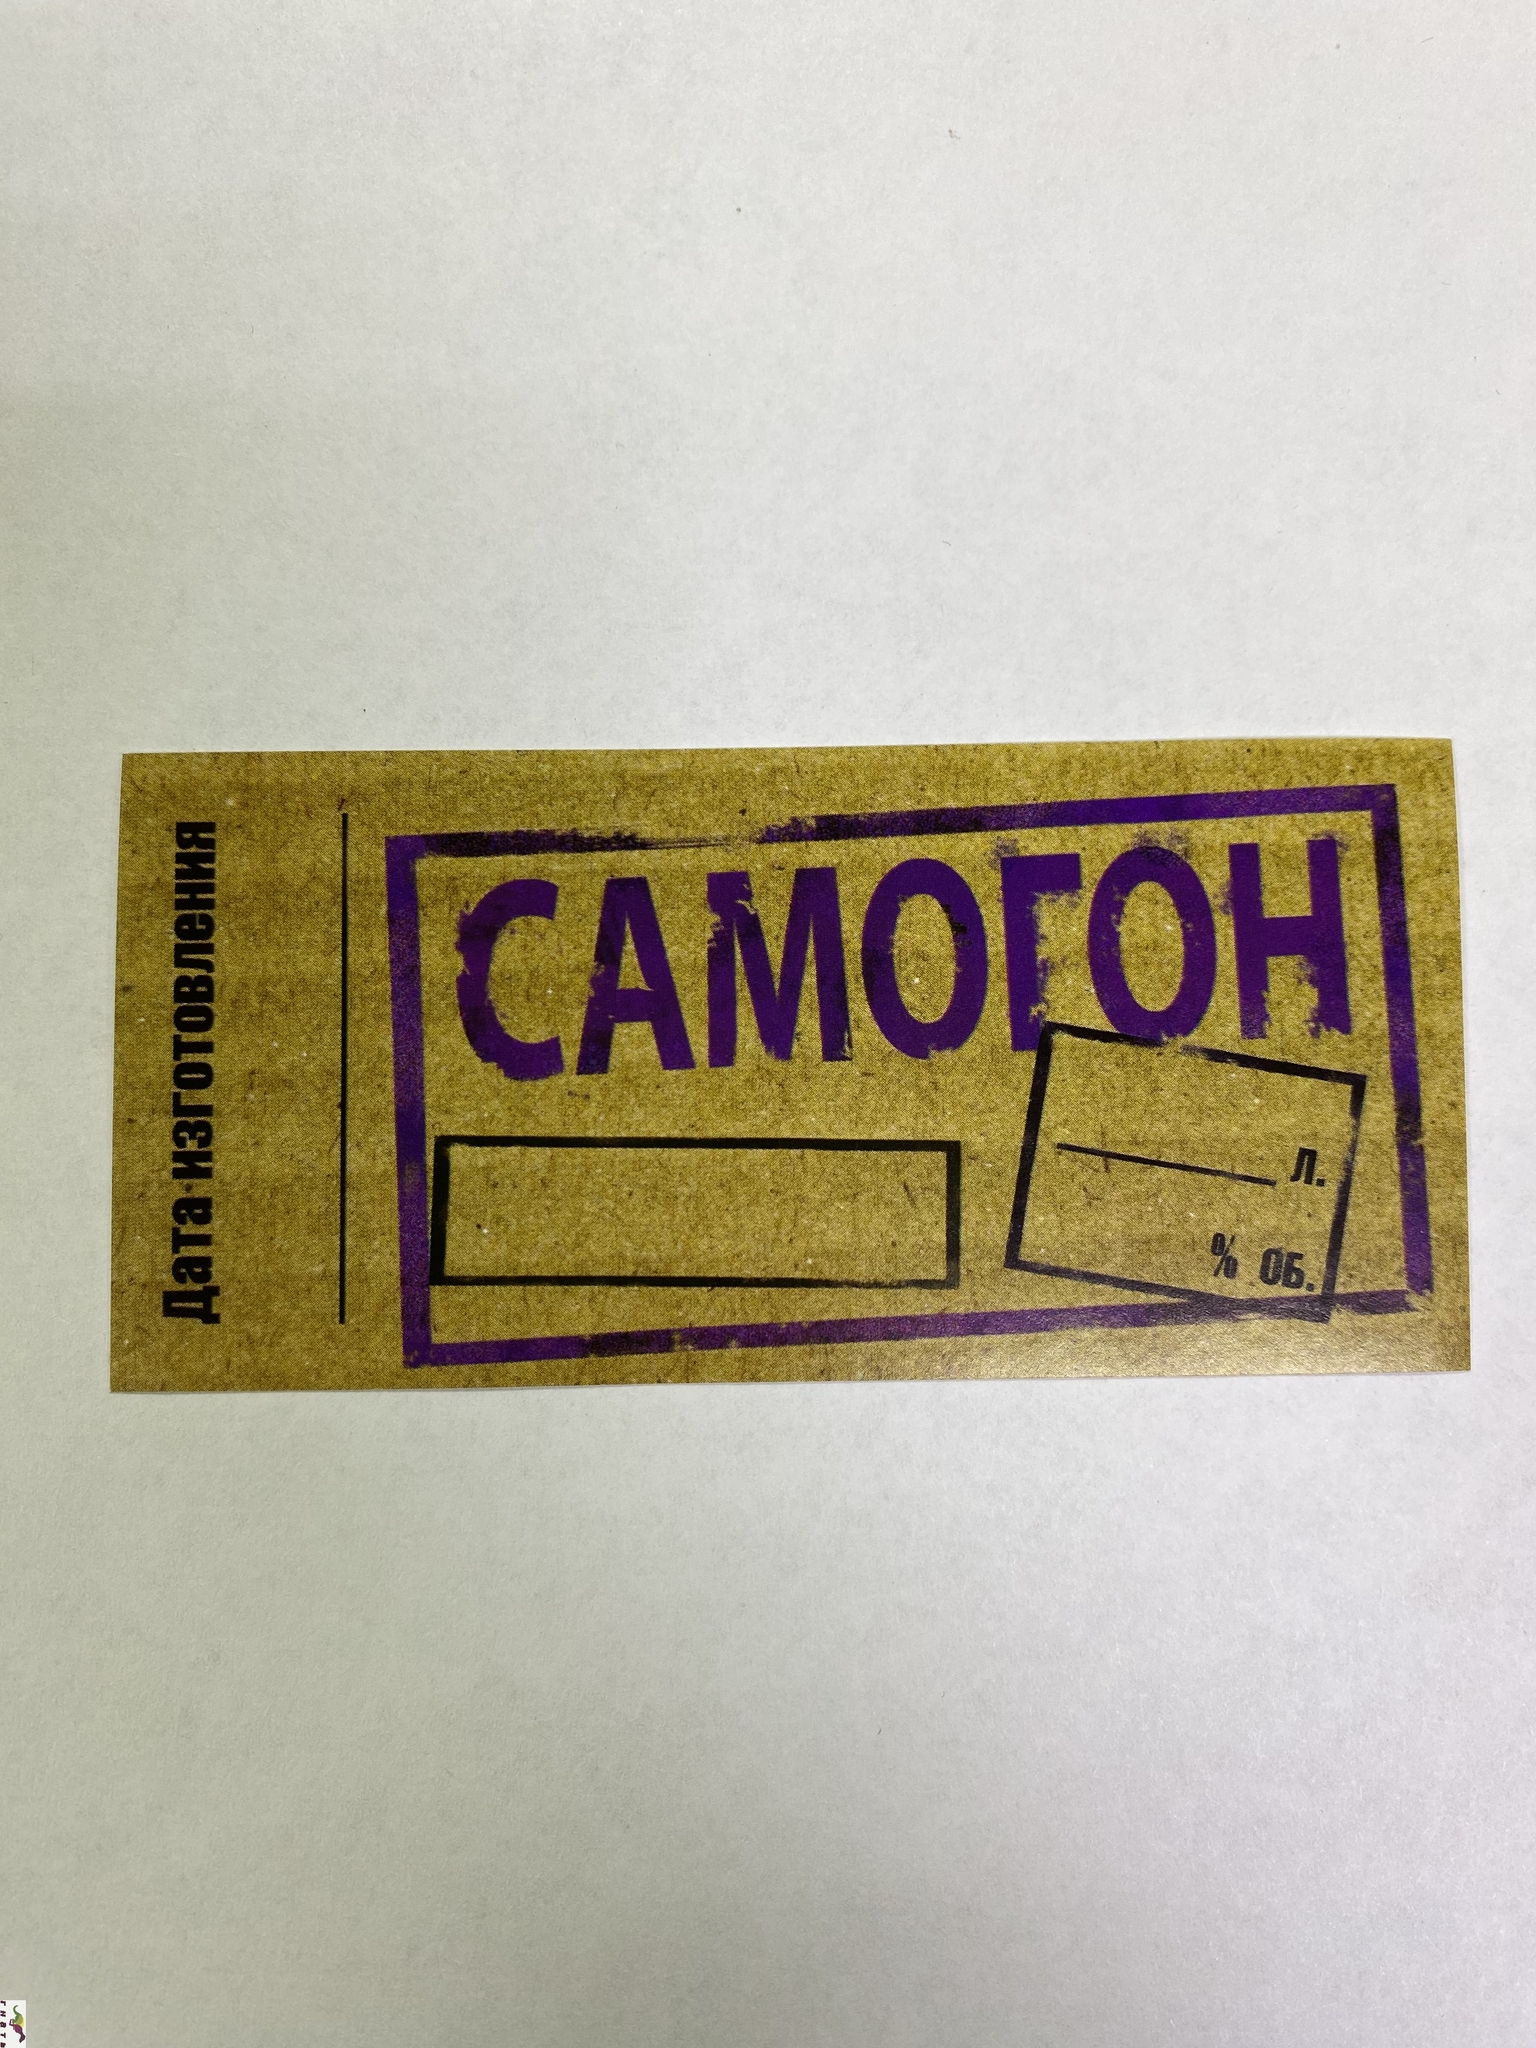 Дата изготовления
САМОГОН
л.
% ОБ.